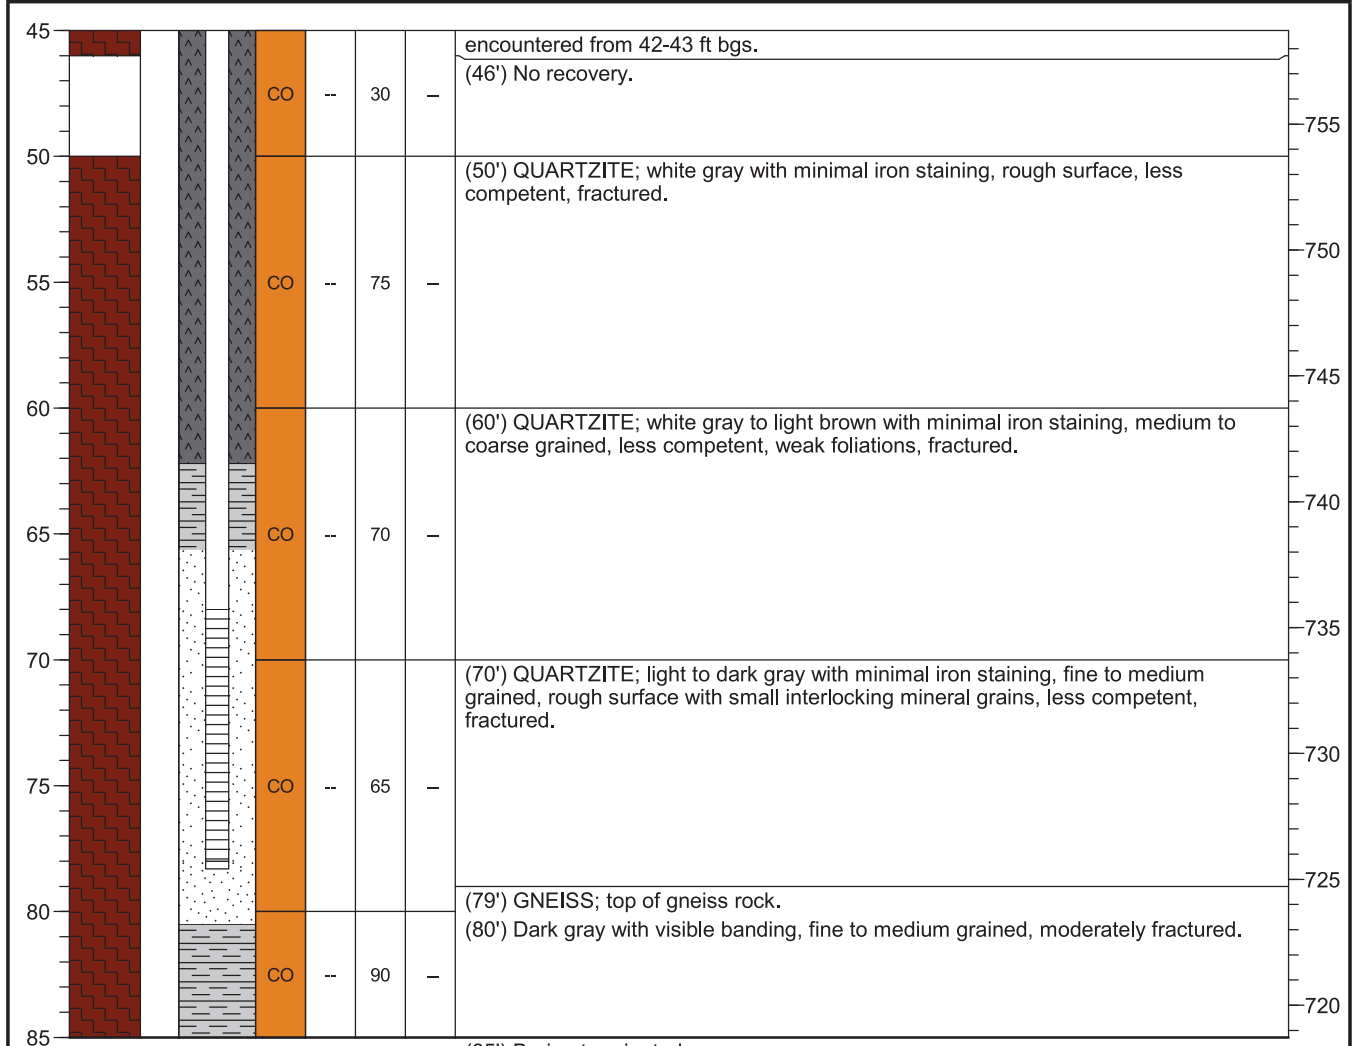 45
encountered from 42-43 ft bgs.
(46') No recovery.
CO -- 30 –
755
50
(50') QUARTZITE; white gray with minimal iron staining, rough surface, less
competent, fractured.
750
55
CO -- 75 –
745
60
(60') QUARTZITE; white gray to light brown with minimal iron staining, medium to
coarse grained, less competent, weak foliations, fractured.
740
65
CO -- 70 –
735
70
(70') QUARTZITE; light to dark gray with minimal iron staining, fine to medium
grained, rough surface with small interlocking mineral grains, less competent,
fractured.
730
75
CO -- 65 –
725
(79') GNEISS; top of gneiss rock.
80
(80') Dark gray with visible banding, fine to medium grained, moderately fractured.
CO -- 90 –
720
85